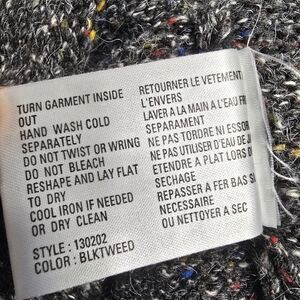 TURN GARMENT INSIDE
OUT
HAND WASH COLD
SEPARATELY
DO NOT TWIST OR WRING
DO NOT BLEACH
RESHAPE AND LAY FLAT
TO DRY
COOL IRON IF NEEDED
OR DRY CLEAN
STYLE : 130202
COLOR : BLKTWEED
RETOURNER LE VETEMENT
L'ENVERS
LAVER A LA MAIN A L'EAU
SEPARAMENT
NE PAS TORDRE NI
NE PAS UTILISER D'EAU DE
ETENDRE A PLAT LORS
SECHAGE
REPASSER A FER BAS
NECESSAIRE
OU NETTOYER A SEC